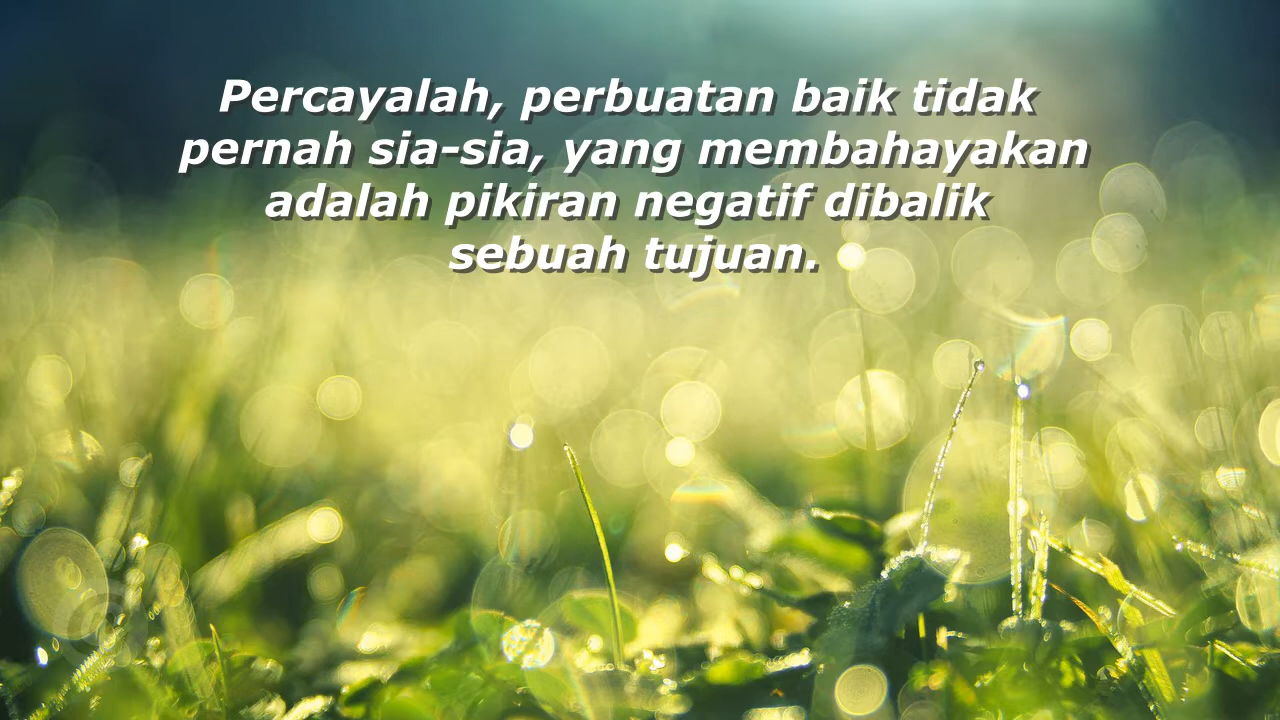 Percayalah, perbuatan baik tidak
pernah sia-sia, yang membahayakan
adalah pikiran negatif dibalik
sebuah tujuan.